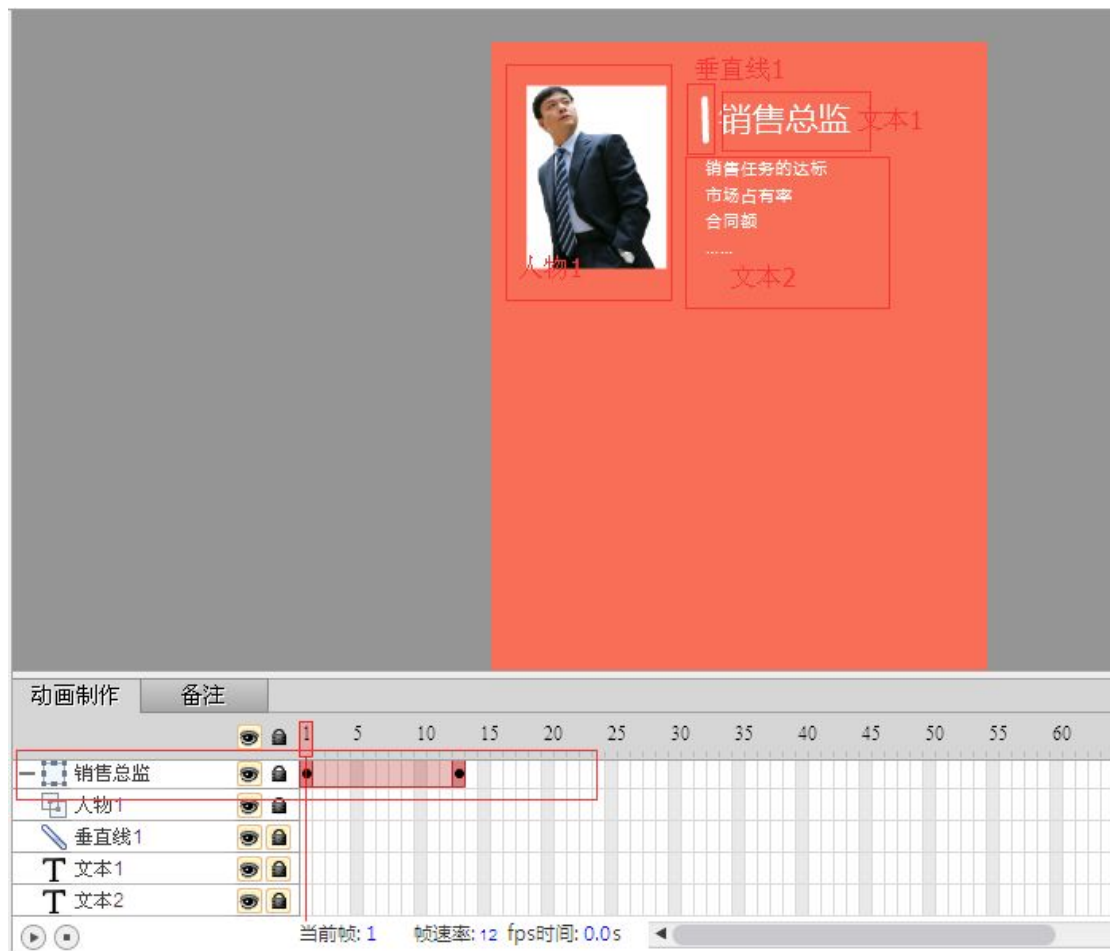 垂直线1
销售总监 文本1
销售任务的达标
市场占有率
合同额
……
人物1
文本2
动画制作 备注
1 5 10 15 20 25 30 35 40 45 50 55 60
销售总监
人物1
垂直线1
T 文本1
T 文本2
当前帧: 1 帧速率: 12 fps时间: 0.0s